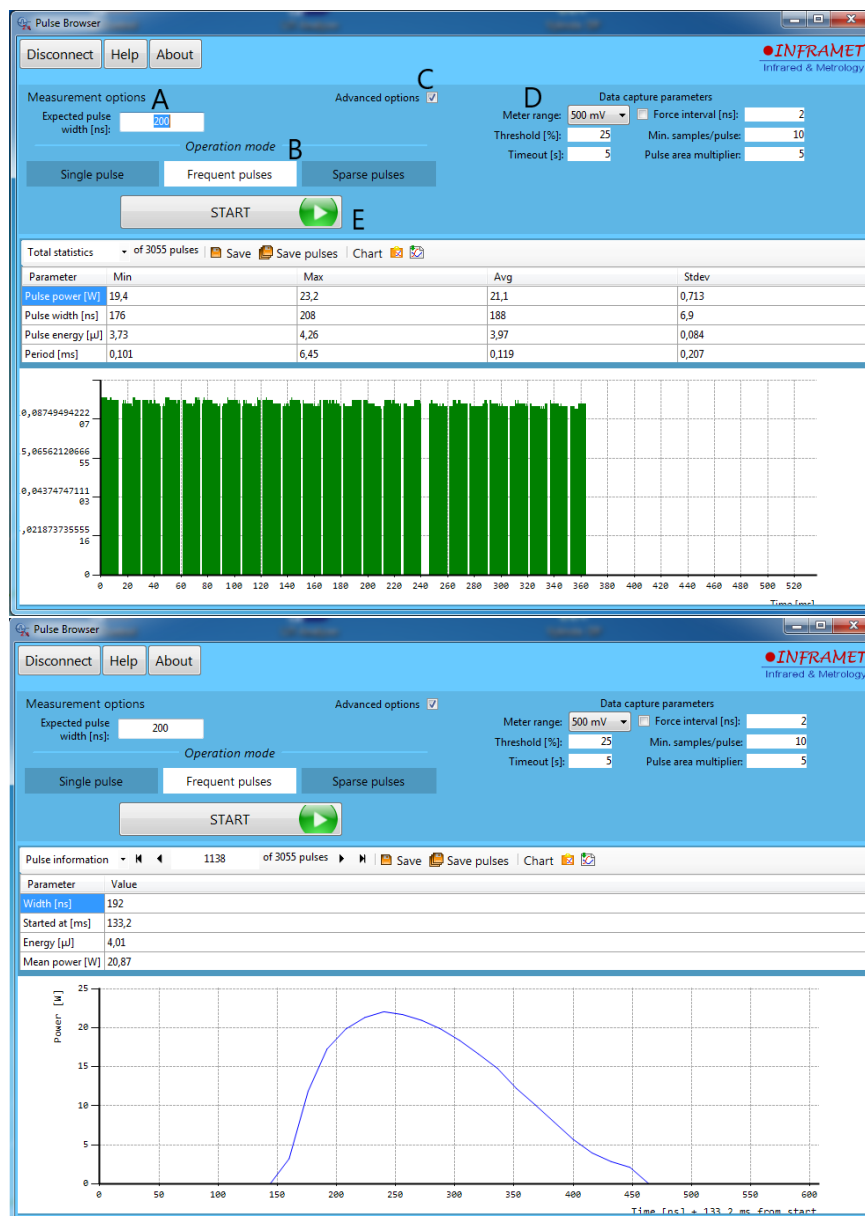 Pulse Browser
Disconnect Help About
INFRAMET
Infrared & Metrology
C
Measurement options A Advanced options D Data capture parameters
Expected pulse width [ns]: 200 Meter range: 500 mV Force interval [ns]: 2
Threshold [%]: 25 Min. samples/pulse: 10
Operation mode B Timeout [s]: 5 Pulse area multiplier: 5
Single pulse Frequent pulses Sparse pulses
START E
Total statistics of 3055 pulses Save Save pulses Chart
Parameter Min Max Avg Stdev
Pulse power [W] 19,4 23,2 21,1 0,713
Pulse width [ns] 176 208 188 6,9
Pulse energy [µJ] 3,73 4,26 3,97 0,084
Period [ms] 0,101 6,45 0,119 0,207
0,08749494222
07
5,06562120666
55
0,04374747111
03
,021873735555
16
0
0 20 40 60 80 100 120 140 160 180 200 220 240 260 280 300 320 340 360 380 400 420 440 460 480 500 520
Time [ms]
Pulse Browser
Disconnect Help About
INFRAMET
Infrared & Metrology
Measurement options Advanced options Data capture parameters
Expected pulse width [ns]: 200 Meter range: 500 mV Force interval [ns]: 2
Threshold [%]: 25 Min. samples/pulse: 10
Operation mode Timeout [s]: 5 Pulse area multiplier: 5
Single pulse Frequent pulses Sparse pulses
START
Pulse information 1138 of 3055 pulses Save Save pulses Chart
Parameter Value
Width [ns] 192
Started at [ms] 133,2
Energy [µJ] 4,01
Mean power [W] 20,87
Power [W]
25
20
15
10
5
0
0 50 100 150 200 250 300 350 400 450 500 550 600
Time [ns] + 133,2 ms from start